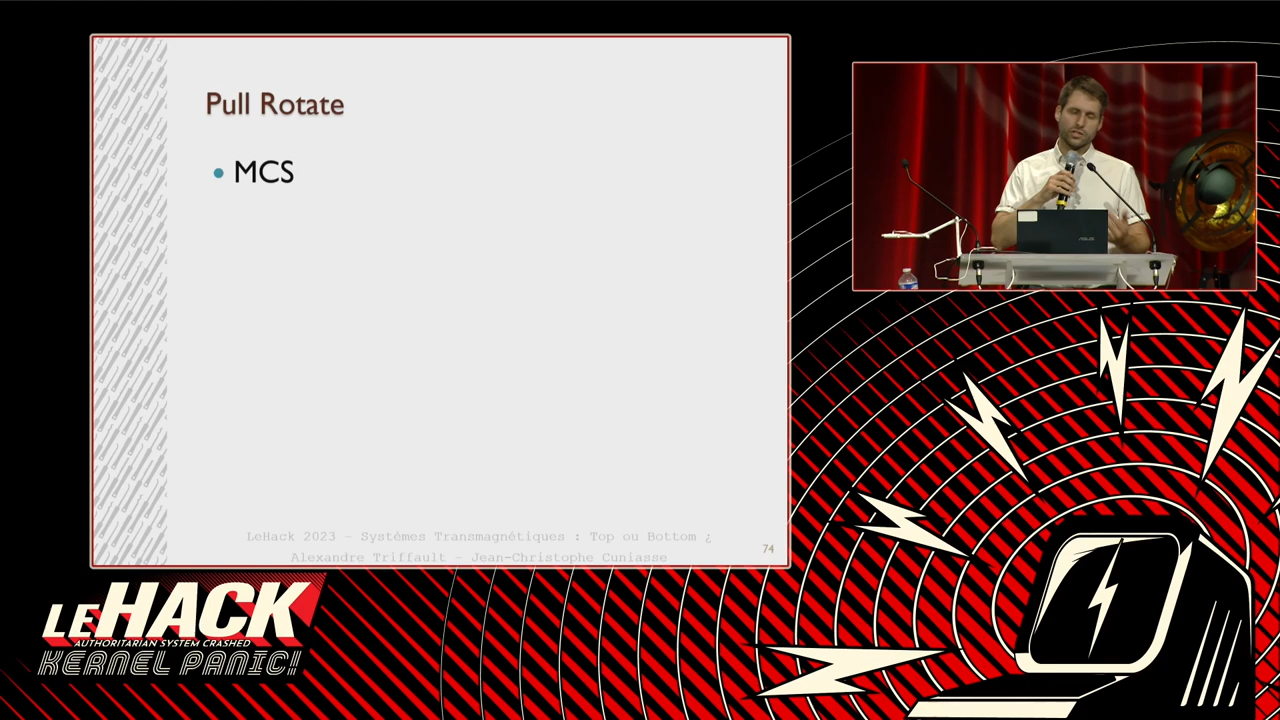 Pull Rotate
• MCS
LeHack 2023 – Systèmes Transmagnétiques : Top ou Bottom ¿
Alexandre Triffault – Jean-Christophe Cuniasse
74
ASUS
LEHACK
AUTHORITARIAN SYSTEM CRASHED
KERNEL PANIC!